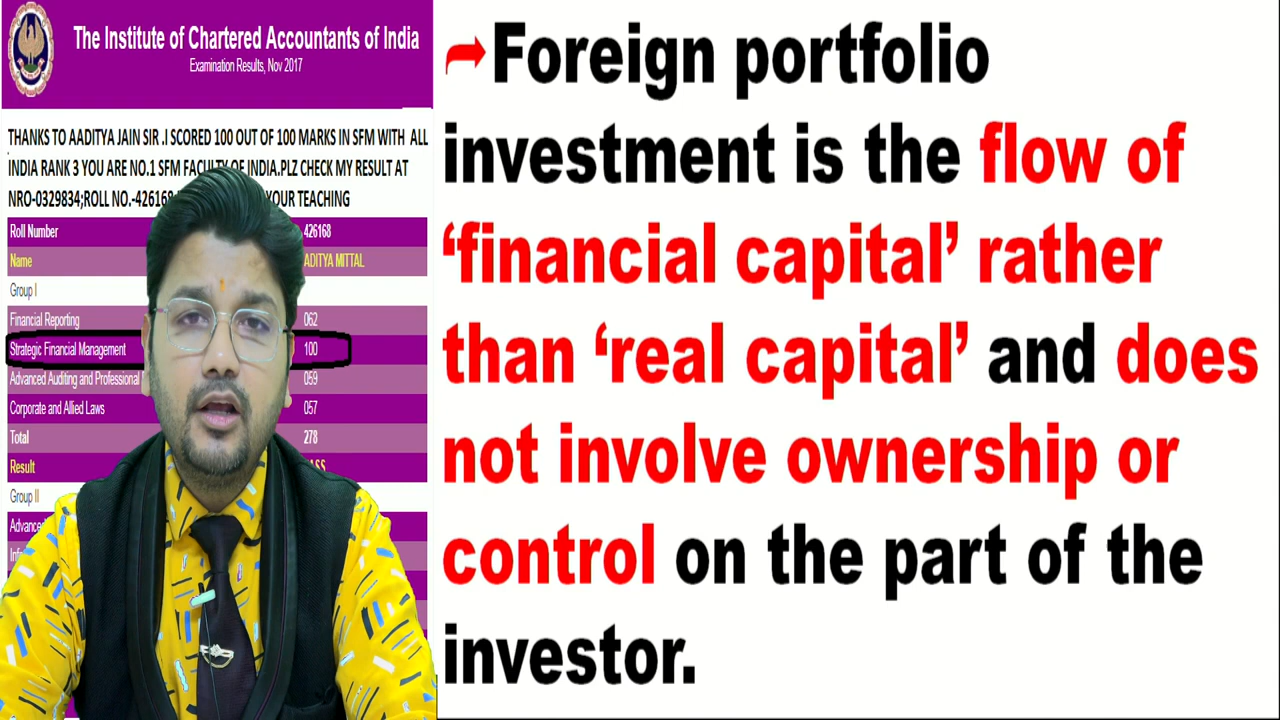 The Institute of Chartered Accountants of India
Examination Results, Nov 2017
THANKS TO AADITYA JAIN SIR .I SCORED 100 OUT OF 100 MARKS IN SFM WITH ALL
INDIA RANK 3 YOU ARE NO.1 SFM FACULTY OF INDIA.PLZ CHECK MY RESULT AT
NRO-0329834;ROLL NO.-426168 YOUR TEACHING
Roll Number 426168
Name ADITYA MITTAL
Group I
Financial Reporting 062
Strategic Financial Management 100
Advanced Auditing and Professional 059
Corporate and Allied Laws 057
Total 278
Result
Group II
➦Foreign portfolio
investment is the flow of
‘financial capital’ rather
than ‘real capital’ and does
not involve ownership or
control on the part of the
investor.